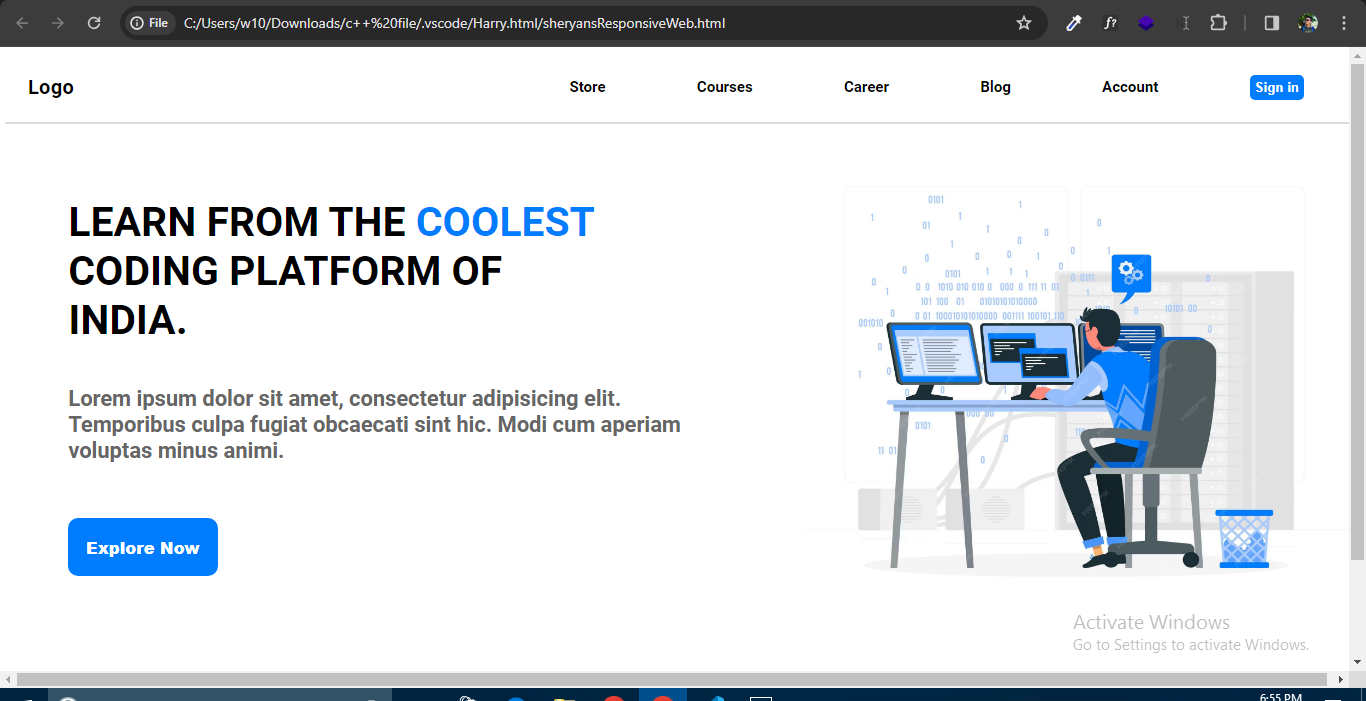 File C:/Users/w10/Downloads/c++%20file/.vscode/Harry.html/sheryansResponsiveWeb.html
f?
Logo Store Courses Career Blog Account Sign in
LEARN FROM THE COOLEST
CODING PLATFORM OF
INDIA.
Lorem ipsum dolor sit amet, consectetur adipisicing elit.
Temporibus culpa fugiat obcaecati sint hic. Modi cum aperiam
voluptas minus animi.
Explore Now
Activate Windows
Go to Settings to activate Windows.
6:55 PM